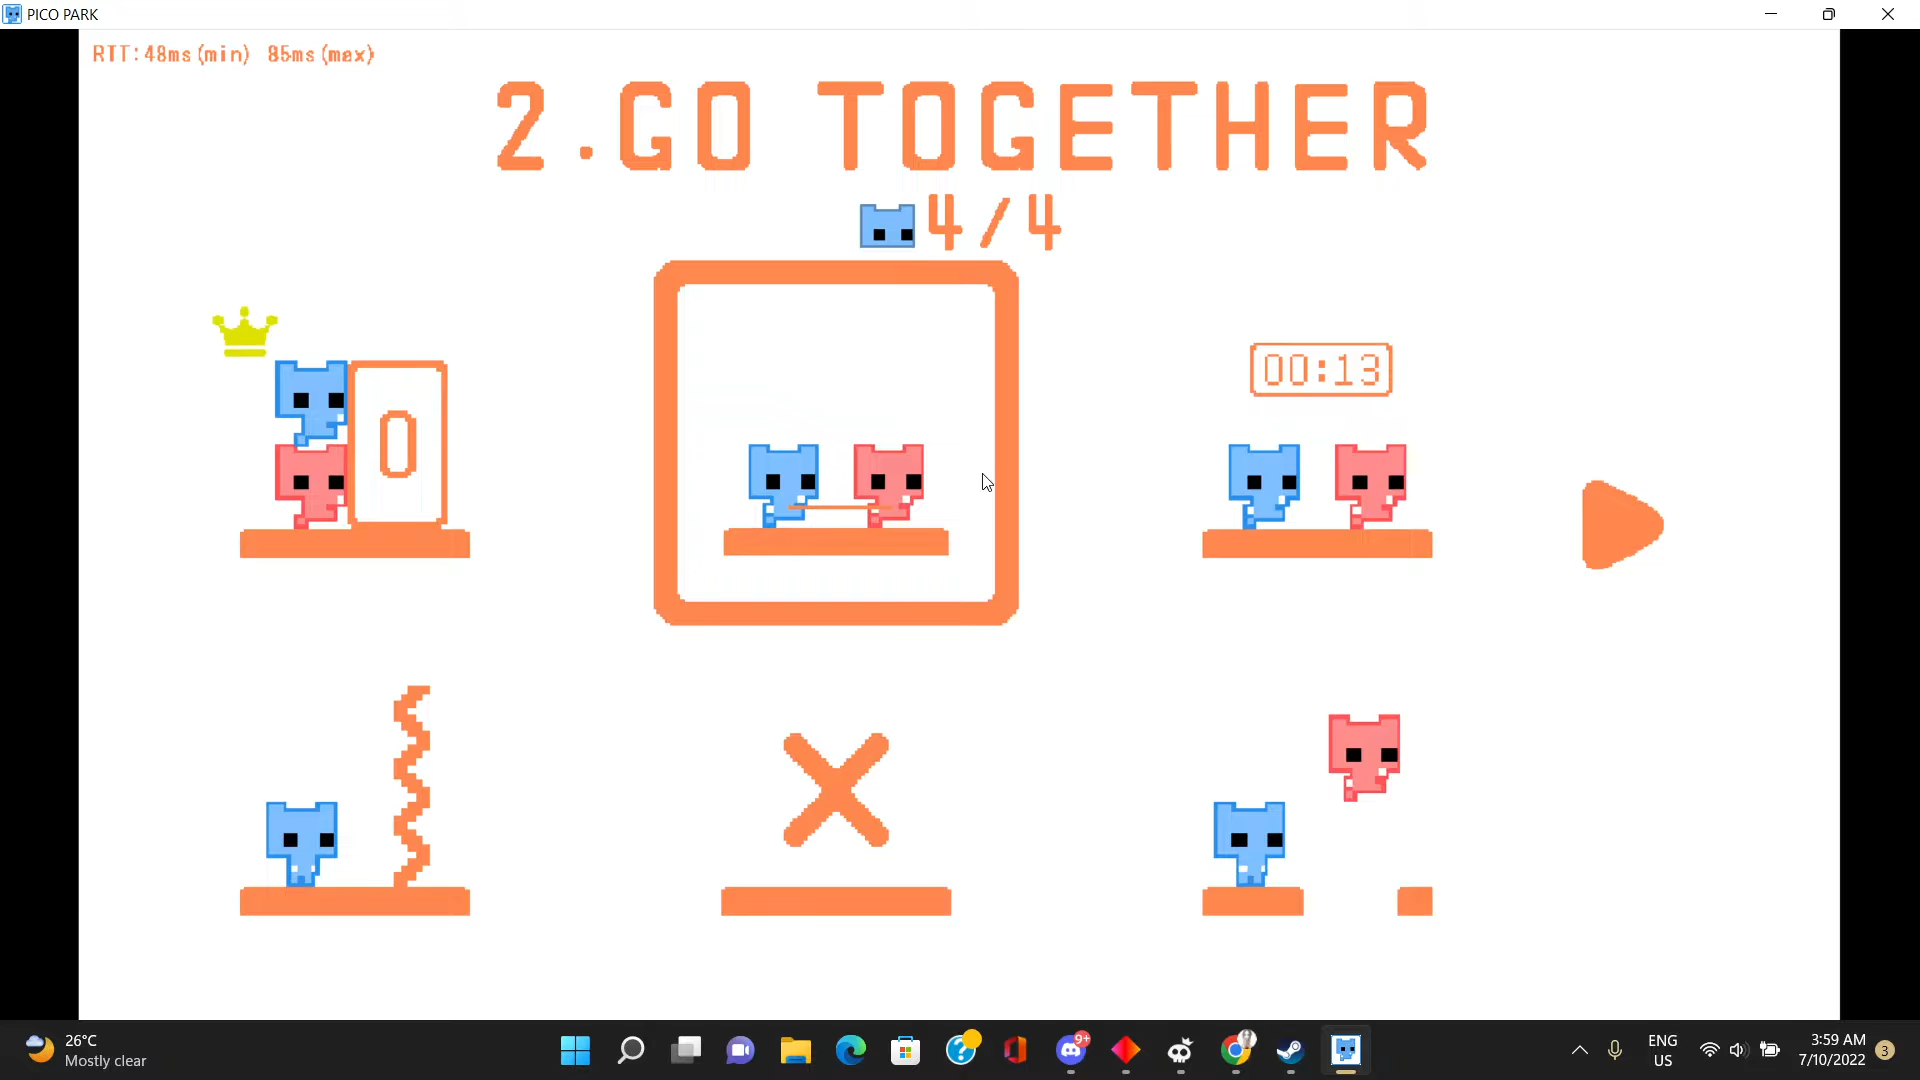 PICO PARK
RTT:48ms(min) 85ms(max)
2.GO TOGETHER
4/4
00:13
0
9+
26°C
Mostly clear
ENG
US
3:59 AM
7/10/2022
3